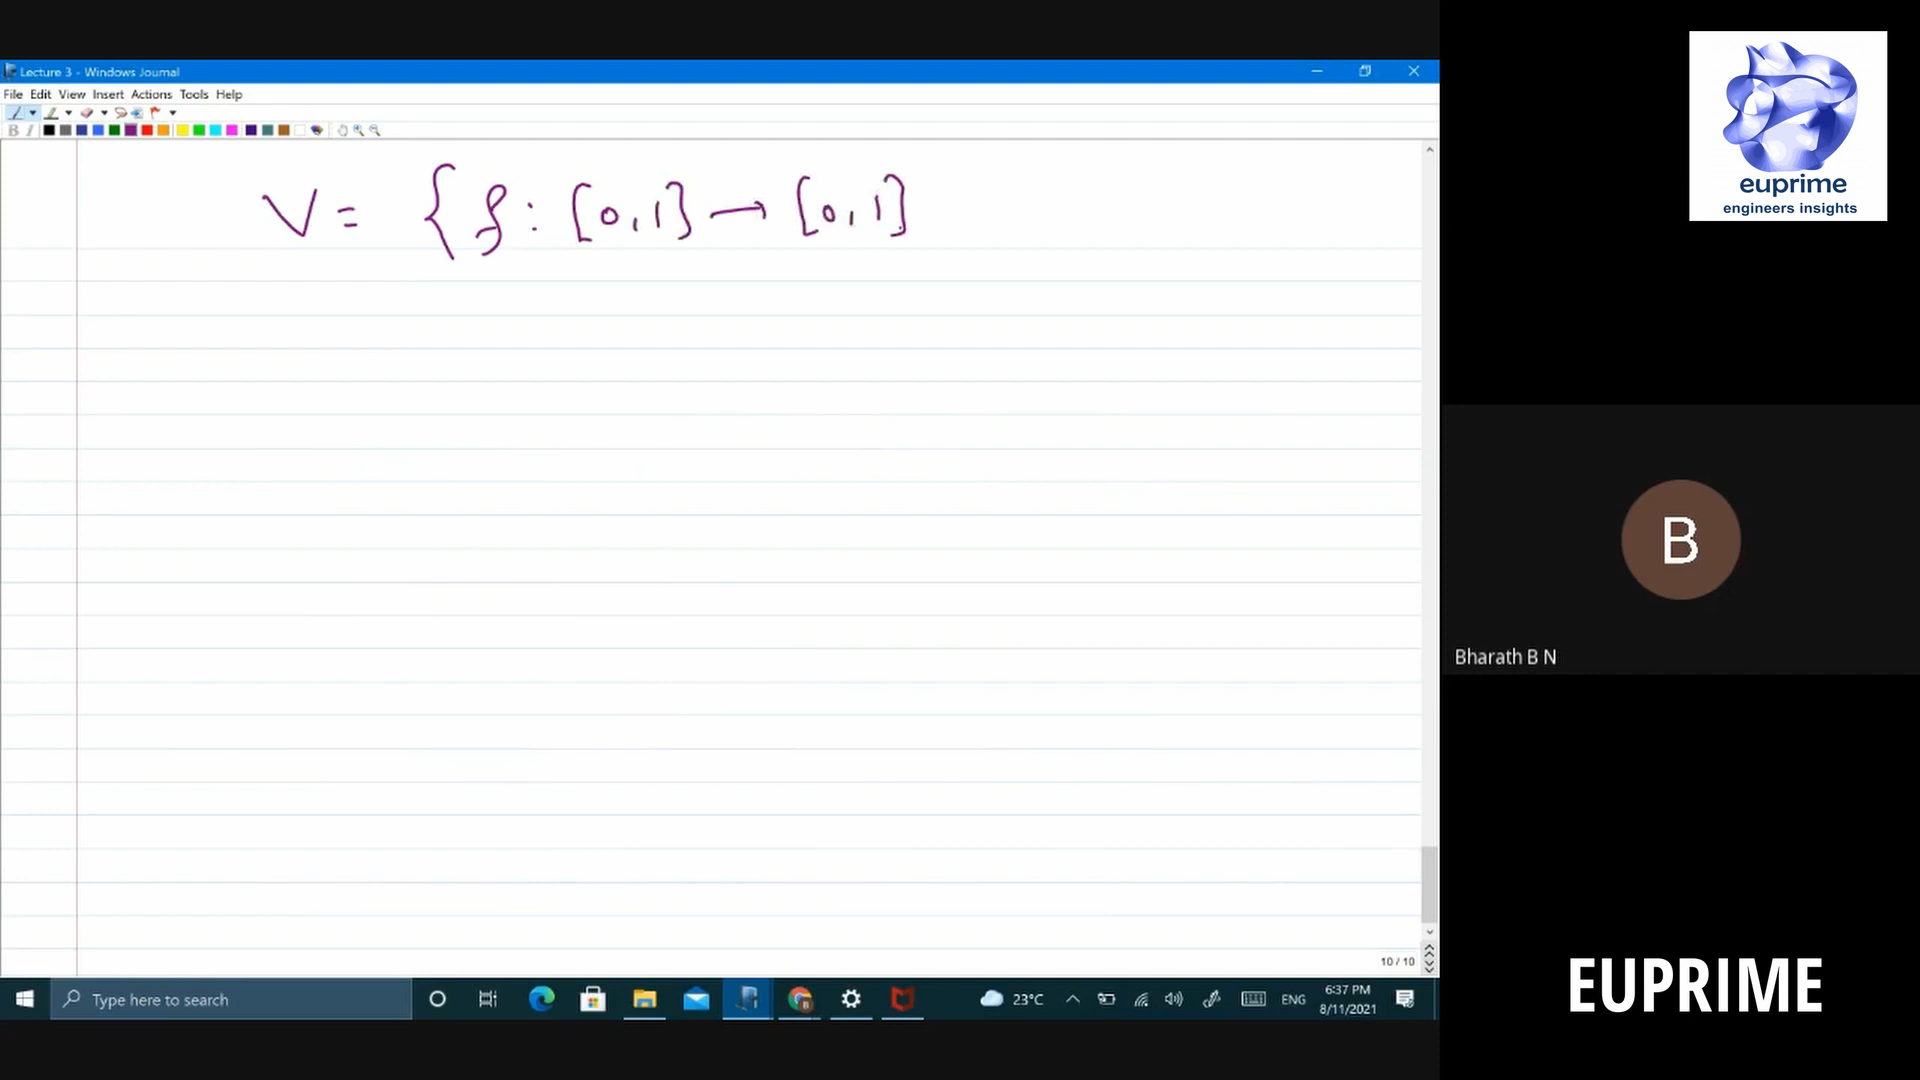 Lecture 3 - Windows Journal
File Edit View Insert Actions Tools Help
B I
V = { f : [0, 1] → [0, 1]
10 / 10
Type here to search
23°C
ENG
6:37 PM
8/11/2021
euprime
engineers insights
B
Bharath B N
EUPRIME